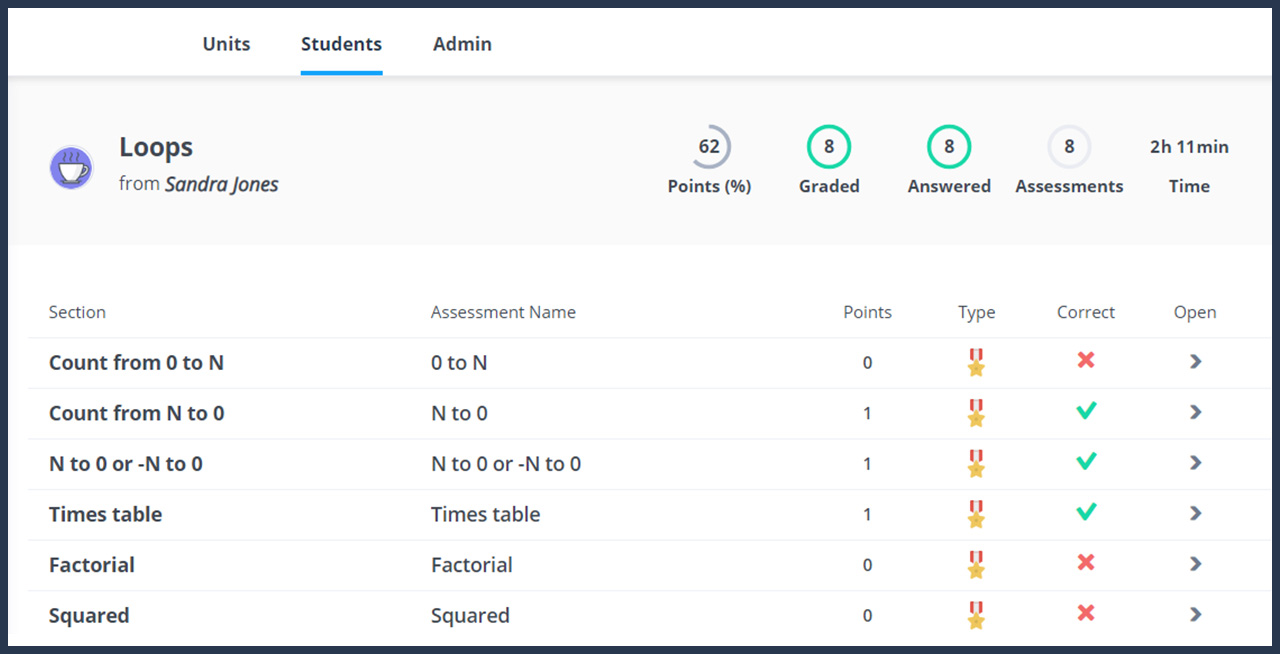 Units Students Admin
Loops
from Sandra Jones
62 8 8 8 2h 11min
Points (%) Graded Answered Assessments Time
Section Assessment Name Points Type Correct Open
Count from 0 to N 0 to N 0
Count from N to 0 N to 0 1
N to 0 or -N to 0 N to 0 or -N to 0 1
Times table Times table 1
Factorial Factorial 0
Squared Squared 0